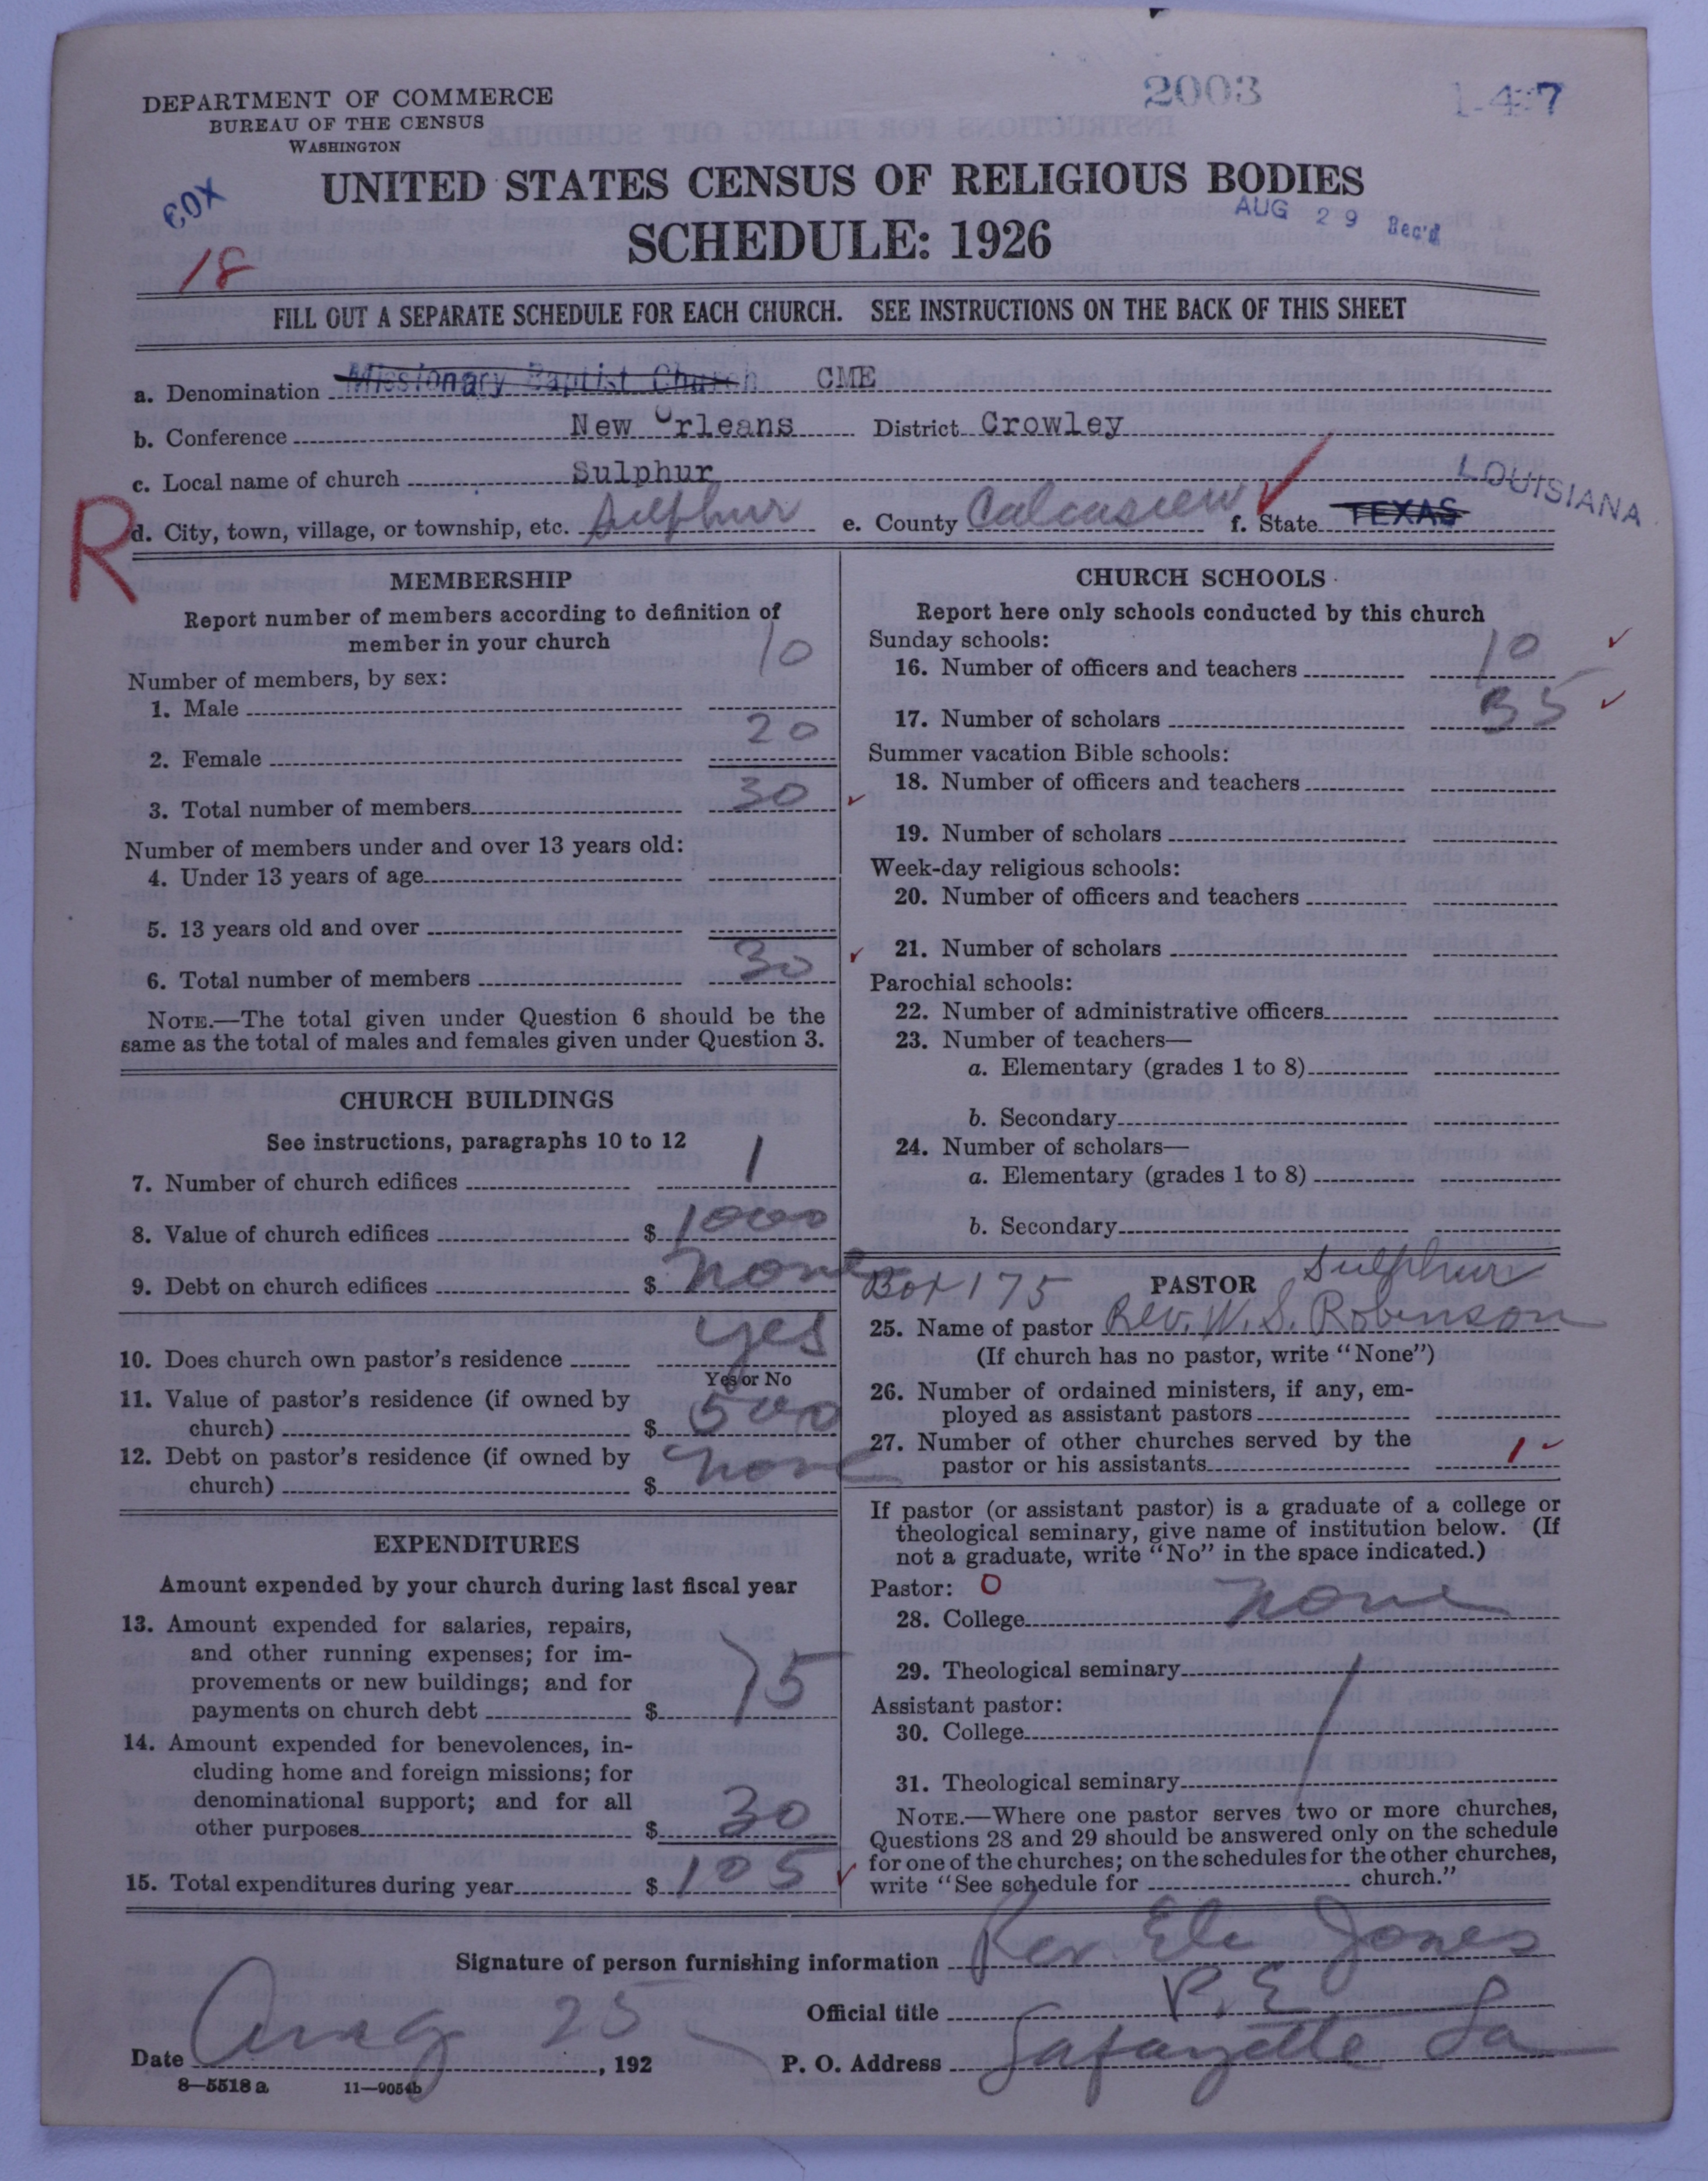 DEPARTMENT OF COMMERCE
BUREAU OF THE CENSUS
WASHINGTON
2003
1-4-7
UNITED STATES CENSUS OF RELIGIOUS BODIES
COX
AUG 29 Rec'd
SCHEDULE: 1926
18
FILL OUT A SEPARATE SCHEDULE FOR EACH CHURCH. SEE INSTRUCTIONS ON THE BACK OF THIS SHEET
a. Denomination Missionary Baptist Church CME
b. Conference New Orleans District Crowley
c. Local name of church Sulphur
LOUISIANA
R
d. City, town, village, or township, etc. Sulphur e. County Calcasieu f. State TEXAS
MEMBERSHIP
Report number of members according to definition of
member in your church
Number of members, by sex:
1. Male 10
2. Female 20
3. Total number of members 30
Number of members under and over 13 years old:
4. Under 13 years of age
5. 13 years old and over
6. Total number of members 30
NOTE.—The total given under Question 6 should be the
same as the total of males and females given under Question 3.
CHURCH BUILDINGS
See instructions, paragraphs 10 to 12
7. Number of church edifices 1
8. Value of church edifices $ 1000
9. Debt on church edifices $ none
10. Does church own pastor's residence yes
Yes or No
11. Value of pastor's residence (if owned by
church) $ 500
12. Debt on pastor's residence (if owned by
church) $ none
EXPENDITURES
Amount expended by your church during last fiscal year
13. Amount expended for salaries, repairs,
and other running expenses; for im-
provements or new buildings; and for
payments on church debt $ 75
14. Amount expended for benevolences, in-
cluding home and foreign missions; for
denominational support; and for all
other purposes $ 30
15. Total expenditures during year $ 105
CHURCH SCHOOLS
Report here only schools conducted by this church
Sunday schools:
16. Number of officers and teachers 10
17. Number of scholars 35
Summer vacation Bible schools:
18. Number of officers and teachers
19. Number of scholars
Week-day religious schools:
20. Number of officers and teachers
21. Number of scholars
Parochial schools:
22. Number of administrative officers
23. Number of teachers—
a. Elementary (grades 1 to 8)
b. Secondary
24. Number of scholars—
a. Elementary (grades 1 to 8)
b. Secondary
Box 175 PASTOR Sulphur
25. Name of pastor Rev. W. S. Robinson
(If church has no pastor, write "None")
26. Number of ordained ministers, if any, em-
ployed as assistant pastors
27. Number of other churches served by the
pastor or his assistants 1
If pastor (or assistant pastor) is a graduate of a college or
theological seminary, give name of institution below. (If
not a graduate, write "No" in the space indicated.)
Pastor: O
28. College none
29. Theological seminary
Assistant pastor:
30. College
31. Theological seminary
NOTE.—Where one pastor serves two or more churches,
Questions 28 and 29 should be answered only on the schedule
for one of the churches; on the schedules for the other churches,
write "See schedule for church."
Signature of person furnishing information Rev. Eli Jones
Official title P. E
Date Aug 25, 192 P. O. Address Lafayette La
8—5518 a 11—9054b